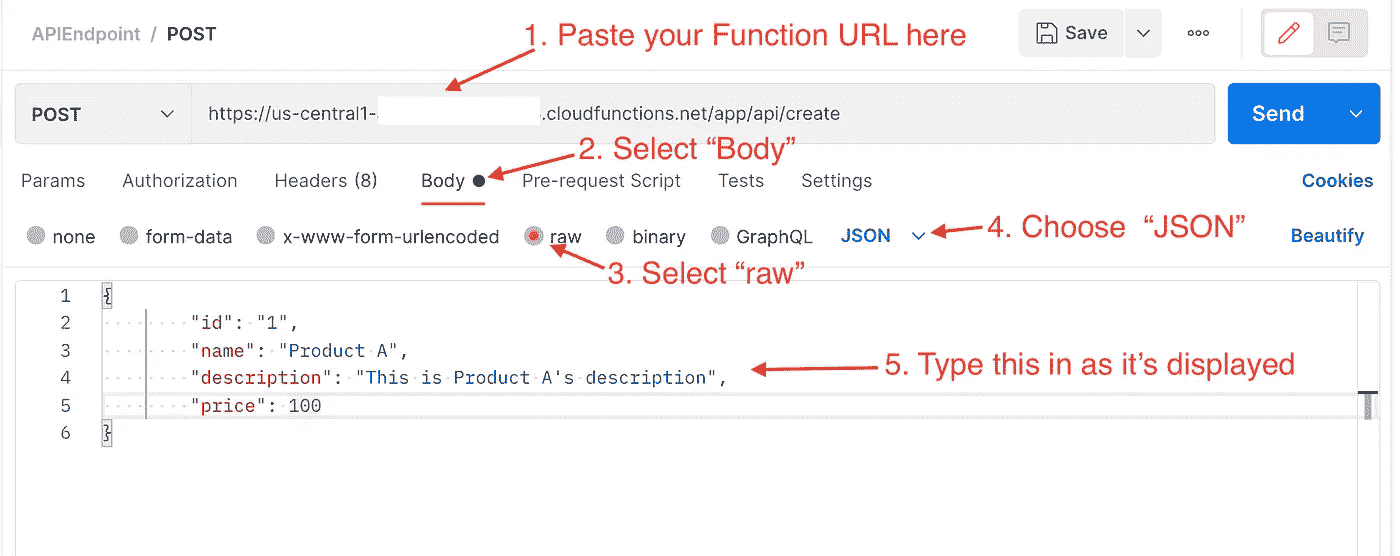 APIEndpoint / POST
1. Paste your Function URL here
Save
POST
https://us-central1-
.cloudfunctions.net/app/api/create
Send
2. Select “Body”
Params Authorization Headers (8) Body Pre-request Script Tests Settings Cookies
none form-data x-www-form-urlencoded raw binary GraphQL JSON
4. Choose “JSON”
Beautify
3. Select “raw”
1 {
2 "id": "1",
3 "name": "Product A",
4 "description": "This is Product A's description",
5 "price": 100
6 }
5. Type this in as it’s displayed